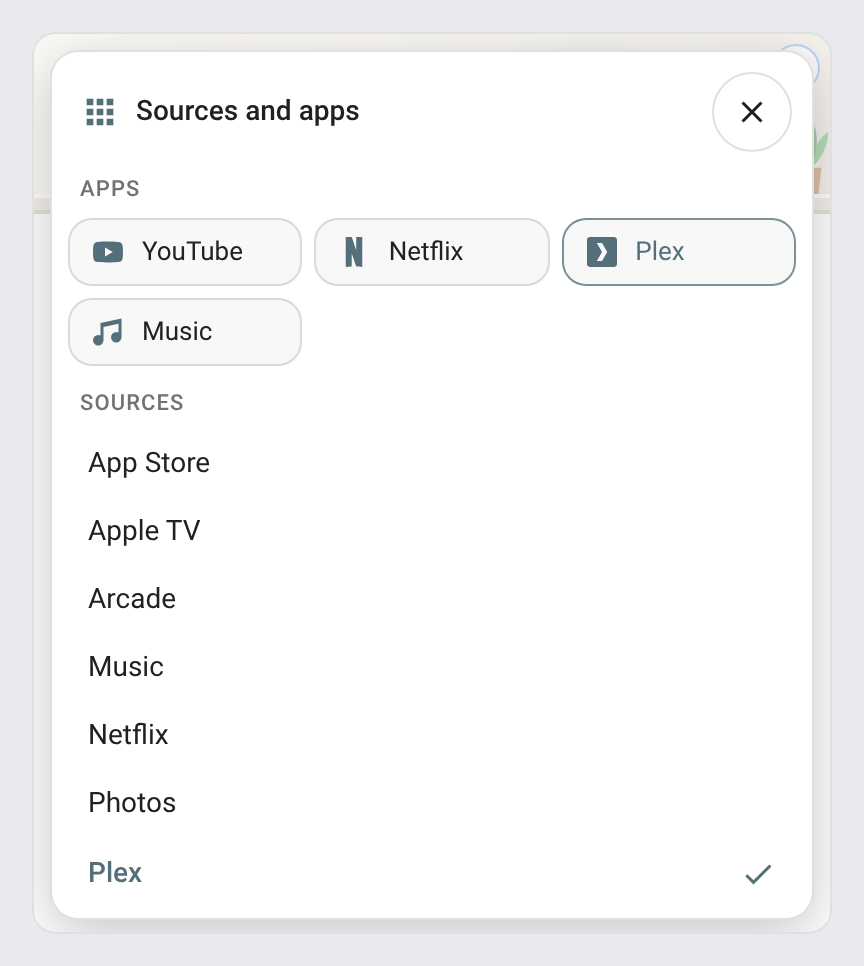 Sources and apps
APPS
YouTube
Netflix
Plex
Music
SOURCES
App Store
Apple TV
Arcade
Music
Netflix
Photos
Plex